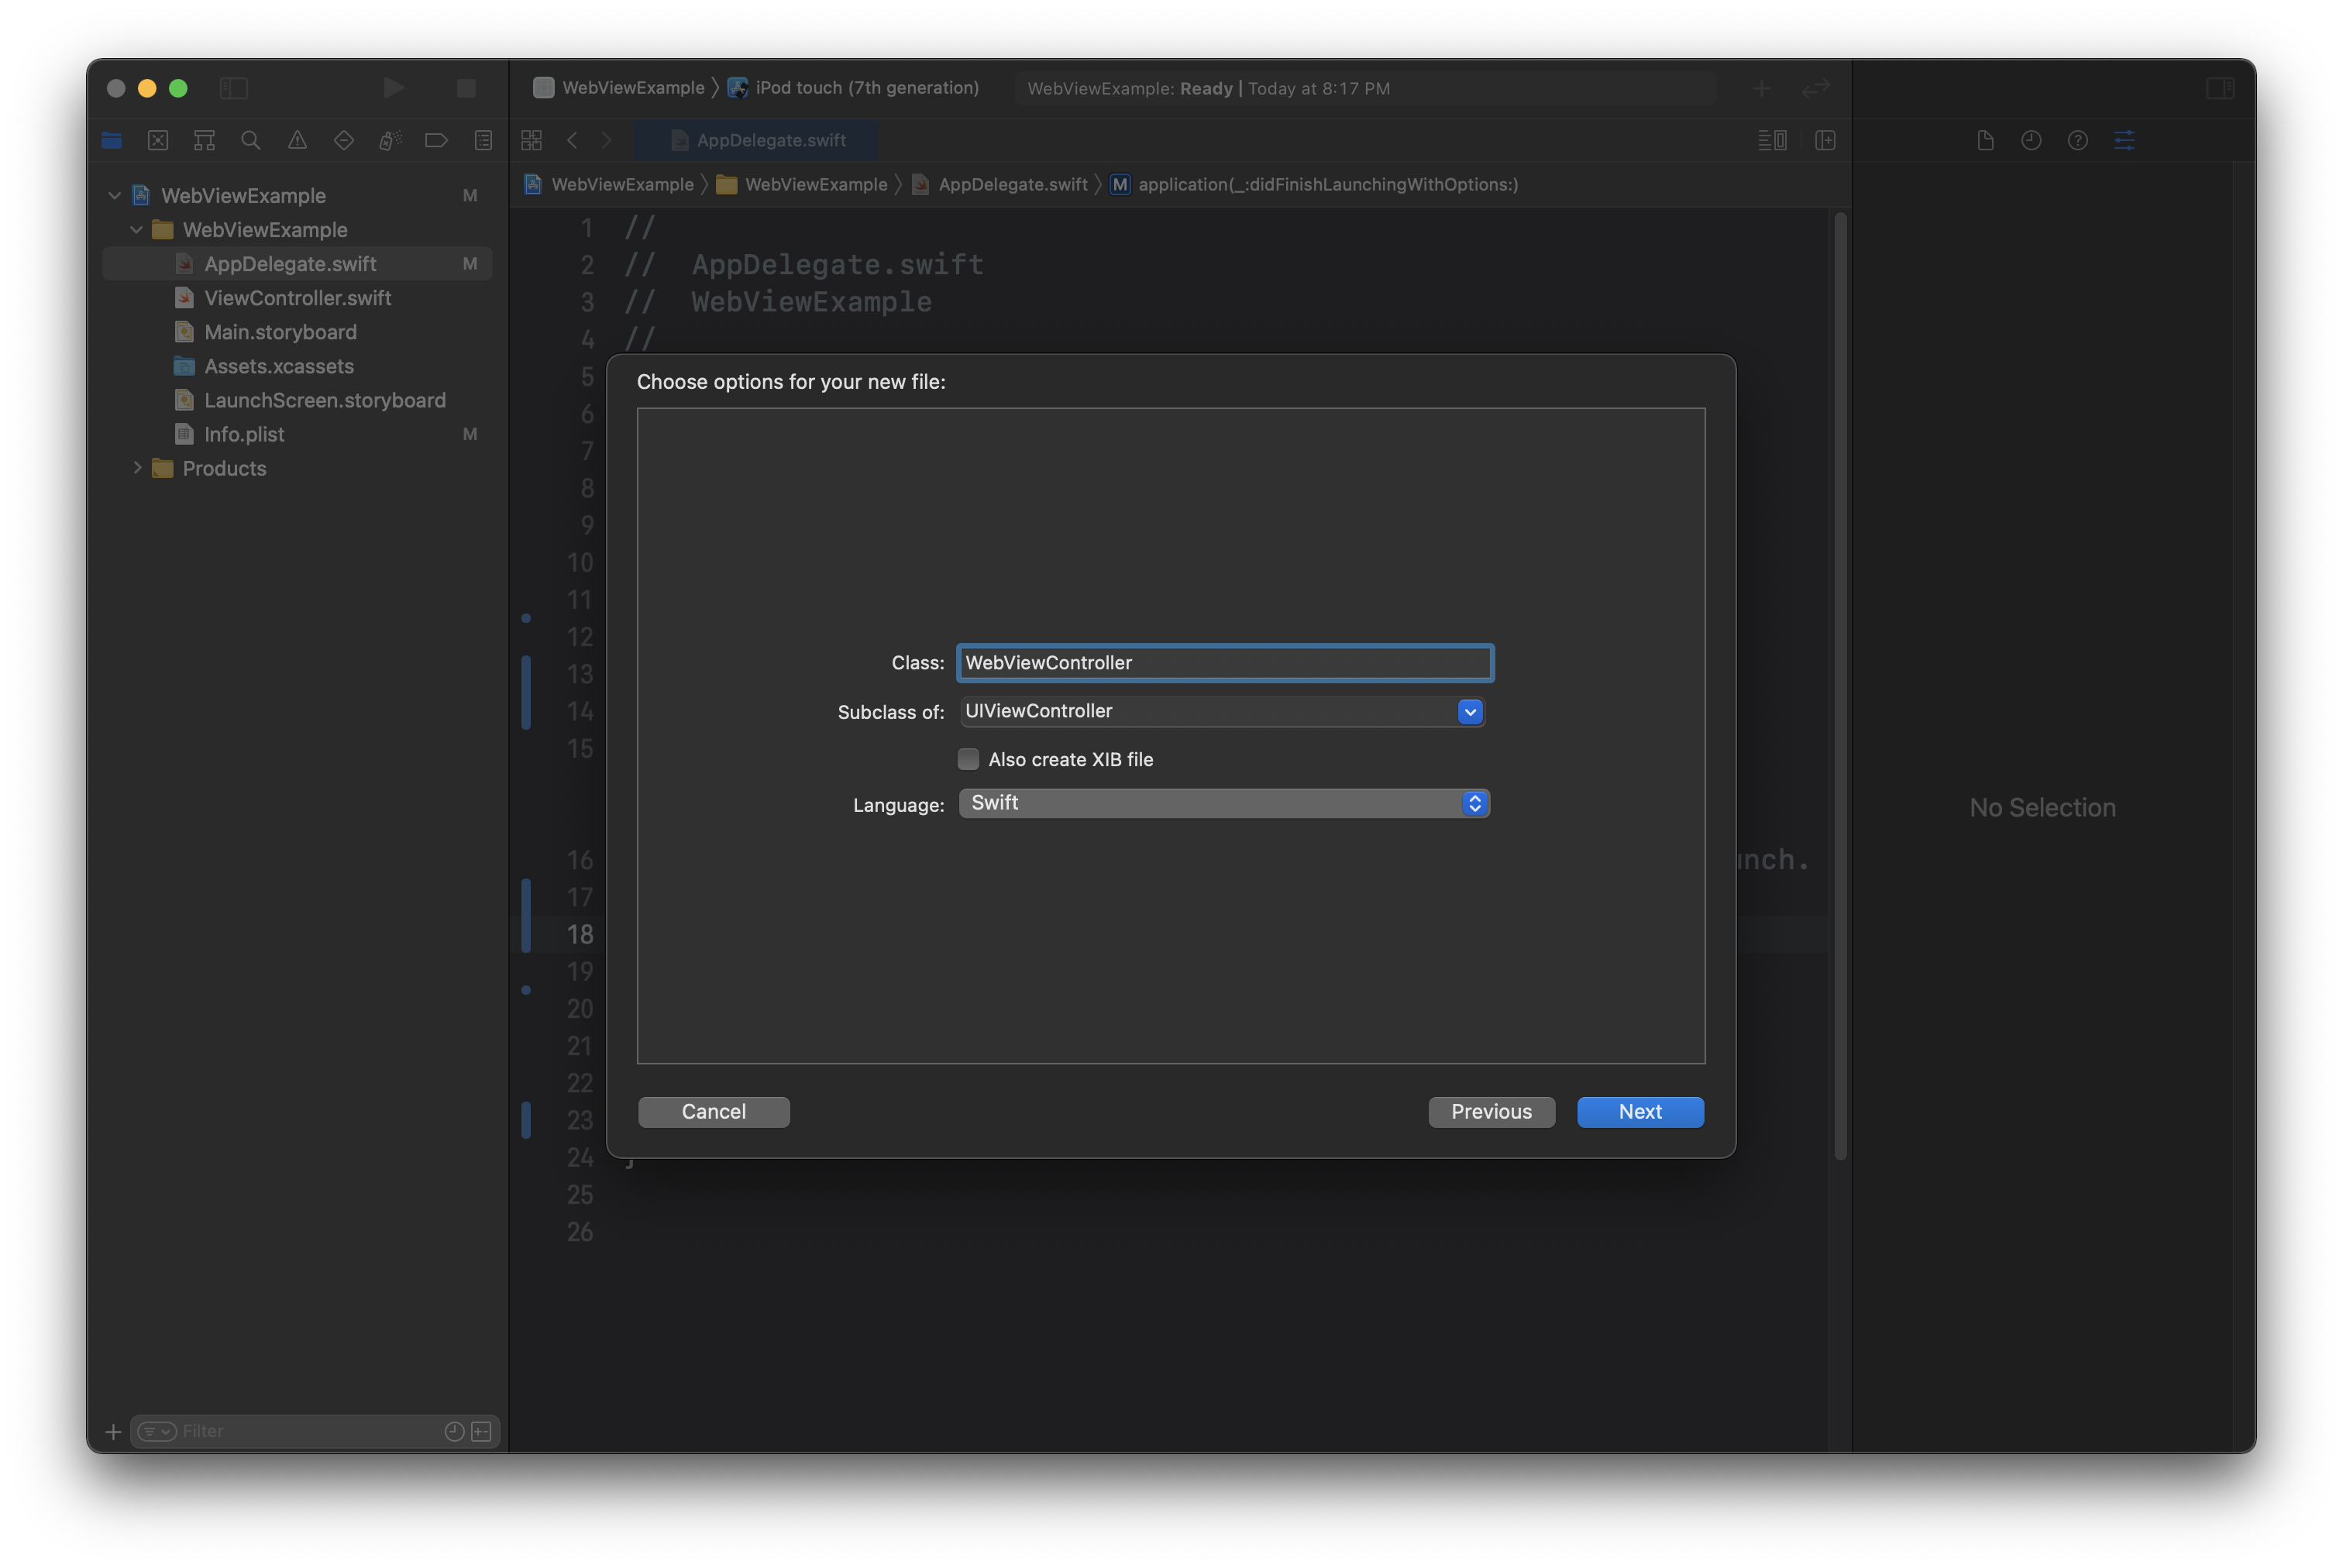 WebViewExample 〉 iPod touch (7th generation)
WebViewExample: Ready | Today at 8:17 PM
AppDelegate.swift
WebViewExample 〉 WebViewExample 〉 AppDelegate.swift 〉 M application(_:didFinishLaunchingWithOptions:)
WebViewExample M
WebViewExample
AppDelegate.swift M
ViewController.swift
Main.storyboard
Assets.xcassets
LaunchScreen.storyboard
Info.plist M
Products
Filter
1 //
2 // AppDelegate.swift
3 // WebViewExample
4 //
5
6
7
8
9
10
11
12
13
14
15
16 unch.
17
18
19
20
21
22
23
24 }
25
26
Choose options for your new file:
Class: WebViewController
Subclass of: UIViewController
Also create XIB file
Language: Swift
Cancel
Previous
Next
No Selection